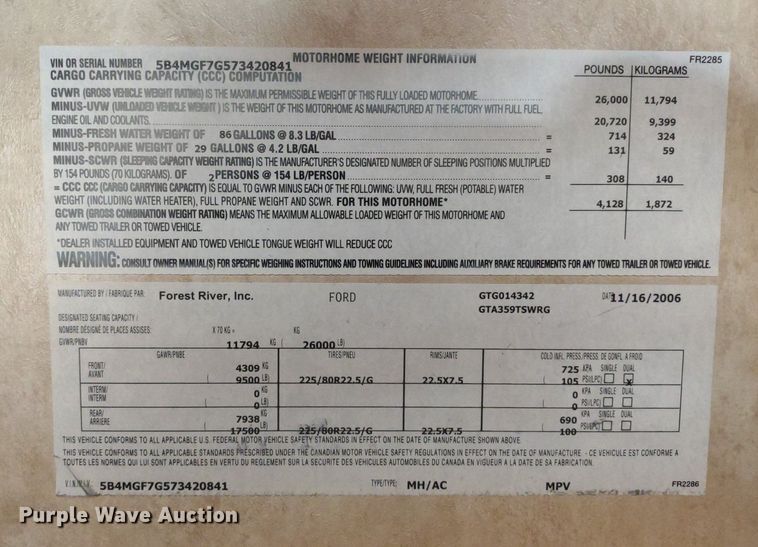 MOTORHOME WEIGHT INFORMATION FR2285
VIN OR SERIAL NUMBER 5B4MGF7G573420841
CARGO CARRYING CAPACITY (CCC) COMPUTATION POUNDS KILOGRAMS
GVWR (GROSS VEHICLE WEIGHT RATING) IS THE MAXIMUM PERMISSIBLE WEIGHT OF THIS FULLY LOADED MOTORHOME 26,000 11,794
MINUS-UVW (UNLOADED VEHICLE WEIGHT) IS THE WEIGHT OF THIS MOTORHOME AS MANUFACTURED AT THE FACTORY WITH FULL FUEL,
ENGINE OIL AND COOLANTS. 20,720 9,399
MINUS-FRESH WATER WEIGHT OF 86 GALLONS @ 8.3 LB/GAL = 714 324
MINUS-PROPANE WEIGHT OF 29 GALLONS @ 4.2 LB/GAL = 131 59
MINUS-SCWR (SLEEPING CAPACITY WEIGHT RATING) IS THE MANUFACTURER'S DESIGNATED NUMBER OF SLEEPING POSITIONS MULTIPLIED
BY 154 POUNDS (70 KILOGRAMS). OF 2 PERSONS @ 154 LB/PERSON = 308 140
= CCC CCC (CARGO CARRYING CAPACITY) IS EQUAL TO GVWR MINUS EACH OF THE FOLLOWING: UVW, FULL FRESH (POTABLE) WATER
WEIGHT (INCLUDING WATER HEATER), FULL PROPANE WEIGHT AND SCWR. FOR THIS MOTORHOME* 4,128 1,872
GCWR (GROSS COMBINATION WEIGHT RATING) MEANS THE MAXIMUM ALLOWABLE LOADED WEIGHT OF THIS MOTORHOME AND
ANY TOWED TRAILER OR TOWED VEHICLE.
*DEALER INSTALLED EQUIPMENT AND TOWED VEHICLE TONGUE WEIGHT WILL REDUCE CCC
WARNING: CONSULT OWNER MANUAL(S) FOR SPECIFIC WEIGHING INSTRUCTIONS AND TOWING GUIDELINES INCLUDING AUXILIARY BRAKE REQUIREMENTS FOR ANY TOWED TRAILER OR TOWED VEHICLE.
MANUFACTURED BY / FABRIQUE PAR: Forest River, Inc. FORD GTG014342 DATE 11/16/2006
GTA359TSWRG
DESIGNATED SEATING CAPACITY /
NOMBRE DÉSIGNÉ DE PLACES ASSISES: X 70 KG = KG
GVWR/PNBV 11794 KG ( 26000 LB)
GAWR/PNBE TIRES/PNEU RIMS/JANTE COLD INFL. PRESS./PRESS. DE GONFL A FROID
FRONT/ 4309 KG 725 KPA SINGLE DUAL
AVANT ( 9500 LB) 225/80R22.5/G 22.5X7.5 ( 105 PSI(LPC) X
INTERM/ 0 KG 0 KPA SINGLE DUAL
INTERM ( 0 LB) ( 0 PSI(LPC)
REAR/ 7938 KG 690 KPA SINGLE DUAL
ARRIÈRE ( 17500 LB) 225/80R22.5/G 22.5X7.5 ( 100 PSI(LPC)
THIS VEHICLE CONFORMS TO ALL APPLICABLE U.S. FEDERAL MOTOR VEHICLE SAFETY STANDARDS IN EFFECT ON THE DATE OF MANUFACTURE SHOWN ABOVE.
THIS VEHICLE CONFORMS TO ALL APPLICABLE STANDARDS PRESCRIBED UNDER THE CANADIAN MOTOR VEHICLE SAFETY REGULATIONS IN EFFECT ON THE DATE OF MANUFACTURE - CE VEHICULE EST CONFORME A
TOUTES LES NORMES QUI LUI SONT APPLICABLES EN VERTU DU REGLEMENT SUR LA SECURITE DES VEHICULES AUTOMOBILES DU CANADA EN VIGUEUR A LA DATE DE SA FABRICATION.
V.I.N./N.I.V. 5B4MGF7G573420841 TYPE/TYPE: MH/AC MPV FR2286
Purple Wave Auction